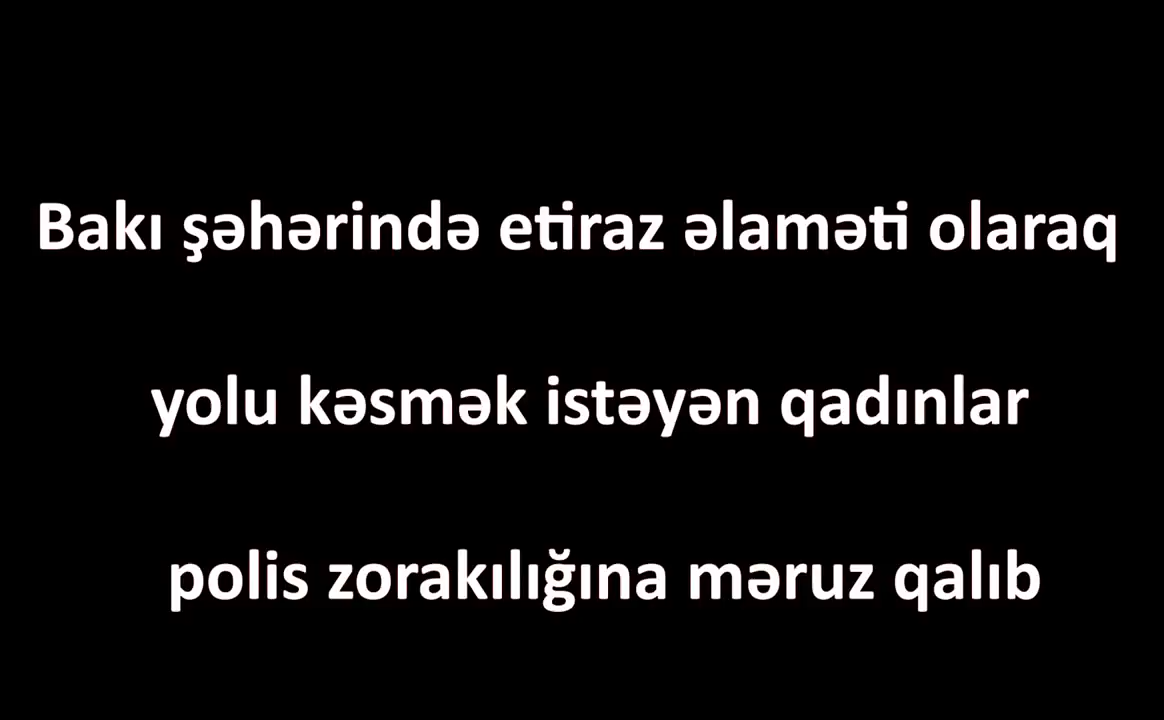 Bakı şəhərində etiraz əlaməti olaraq
yolu kəsmək istəyən qadınlar
polis zorakılığına məruz qalıb